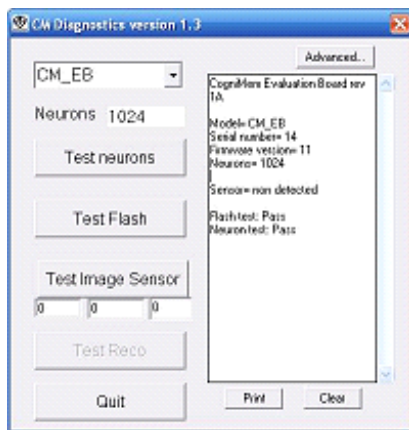 CM Diagnostics version 1.3
Advanced...
CM_EB
Neurons 1024
Test neurons
Test Flash
Test Image Sensor
0 0 0
Test Reco
Quit
CogniMem Evaluation Board rev
1A
Model= CM_EB
Serial number= 14
Firmware version= 11
Neurons= 1024
Sensor= non detected
Flash test: Pass
Neuron test: Pass
Print Clear